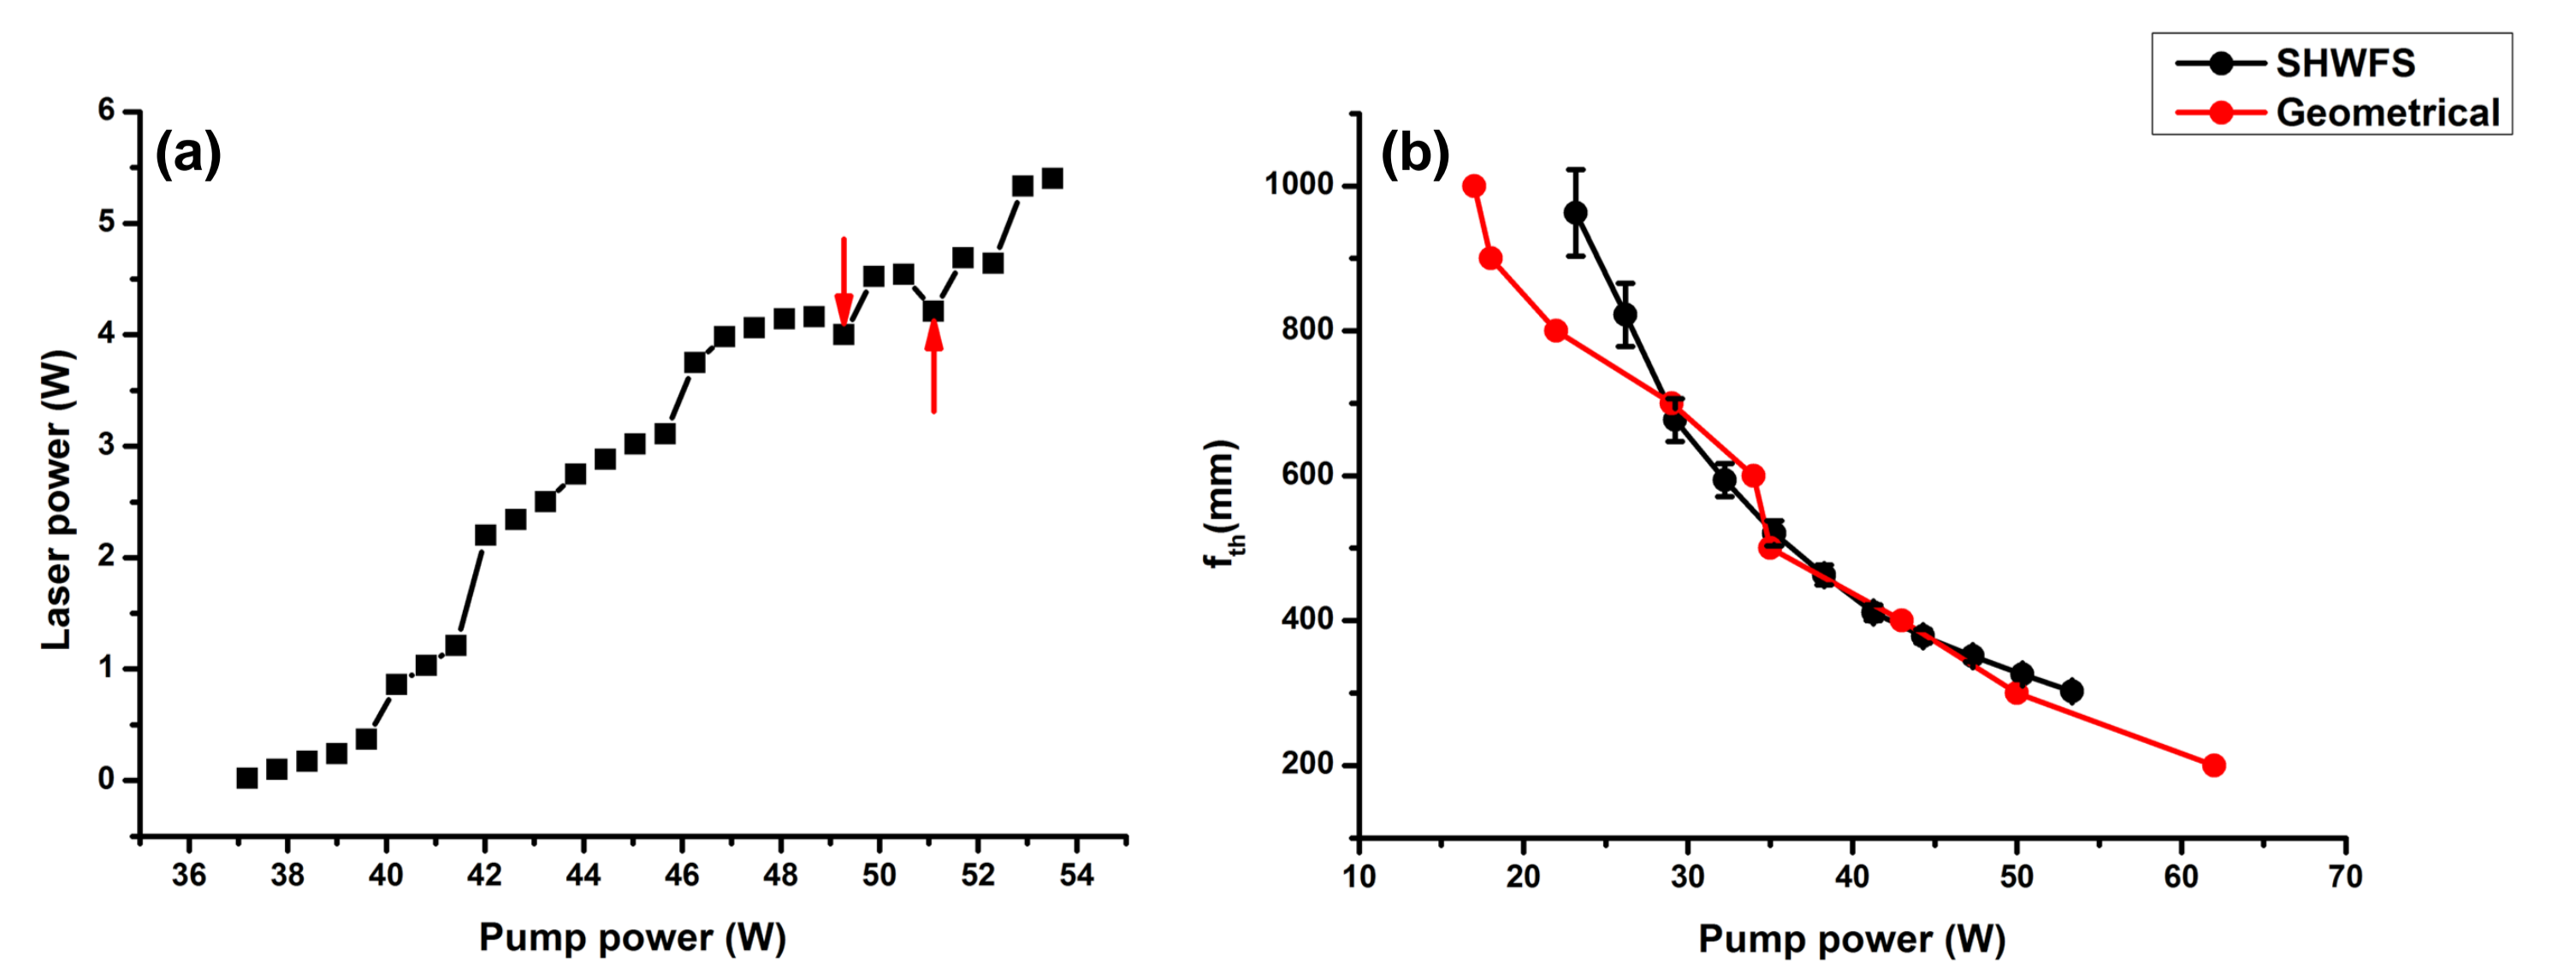 (a)
6
5
4
3
2
1
0
Laser power (W)
36 38 40 42 44 46 48 50 52 54
Pump power (W)
SHWFS
Geometrical
(b)
1000
800
600
400
200
fth(mm)
10 20 30 40 50 60 70
Pump power (W)